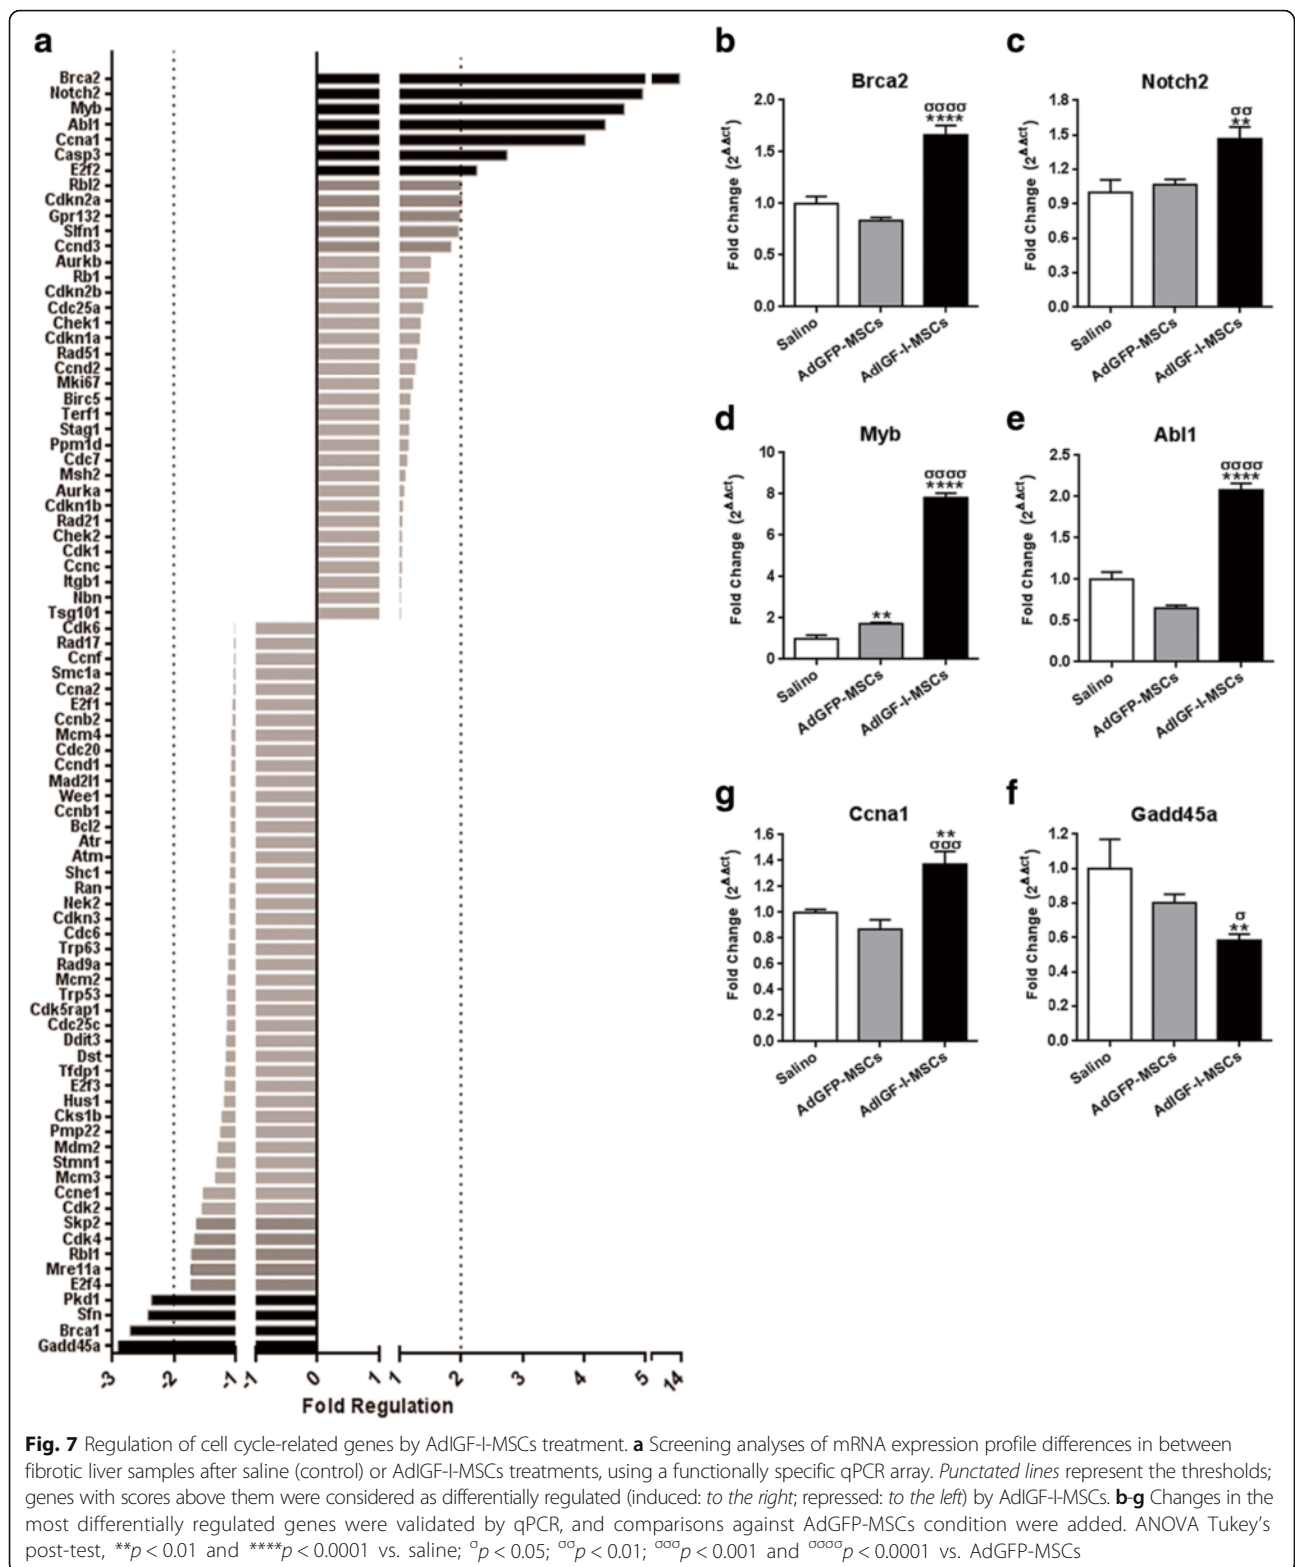 a
Brca2
Notch2
Myb
Abl1
Ccna1
Casp3
E2f2
Rbl2
Cdkn2a
Gpr132
Slfn1
Ccnd3
Aurkb
Rb1
Cdkn2b
Cdc25a
Chek1
Cdkn1a
Rad51
Ccnd2
Mki67
Birc5
Terf1
Stag1
Ppm1d
Cdc7
Msh2
Aurka
Cdkn1b
Rad21
Chek2
Cdk1
Ccnc
Itgb1
Nbn
Tsg101
Cdk6
Rad17
Ccnf
Smc1a
Ccna2
E2f1
Ccnb2
Mcm4
Cdc20
Ccnd1
Mad2l1
Wee1
Ccnb1
Bcl2
Atr
Atm
Shc1
Ran
Nek2
Cdkn3
Cdc6
Trp63
Rad9a
Mcm2
Trp53
Cdk5rap1
Cdc25c
Ddit3
Dst
Tfdp1
E2f3
Hus1
Cks1b
Pmp22
Mdm2
Stmn1
Mcm3
Ccne1
Cdk2
Skp2
Cdk4
Rbl1
Mre11a
E2f4
Pkd1
Sfn
Brca1
Gadd45a
-3 -2 -1 -1 0 1 1 2 3 4 5 14
Fold Regulation
b
Brca2
Fold Change (2^ΔΔct)
2.0
1.5
1.0
0.5
0.0
σσσσ
****
Salino AdGFP-MSCs AdIGF-I-MSCs
c
Notch2
Fold Change (2^ΔΔct)
1.8
1.5
1.2
0.9
0.6
0.3
0.0
σσ
**
Salino AdGFP-MSCs AdIGF-I-MSCs
d
Myb
Fold Change (2^ΔΔct)
10
8
6
4
2
0
**
σσσσ
****
Salino AdGFP-MSCs AdIGF-I-MSCs
e
Abl1
Fold Change (2^ΔΔct)
2.5
2.0
1.5
1.0
0.5
0.0
σσσσ
****
Salino AdGFP-MSCs AdIGF-I-MSCs
g
Ccna1
Fold Change (2^ΔΔct)
1.6
1.4
1.2
1.0
0.8
0.6
0.4
0.2
0.0
**
σσσ
Salino AdGFP-MSCs AdIGF-I-MSCs
f
Gadd45a
Fold Change (2^ΔΔct)
1.2
1.0
0.8
0.6
0.4
0.2
0.0
σ
**
Salino AdGFP-MSCs AdIGF-I-MSCs
Fig. 7 Regulation of cell cycle-related genes by AdIGF-I-MSCs treatment. a Screening analyses of mRNA expression profile differences in between
fibrotic liver samples after saline (control) or AdIGF-I-MSCs treatments, using a functionally specific qPCR array. Punctated lines represent the thresholds;
genes with scores above them were considered as differentially regulated (induced: to the right; repressed: to the left) by AdIGF-I-MSCs. b-g Changes in the
most differentially regulated genes were validated by qPCR, and comparisons against AdGFP-MSCs condition were added. ANOVA Tukey's
post-test, **p < 0.01 and ****p < 0.0001 vs. saline; σp < 0.05; σσp < 0.01; σσσp < 0.001 and σσσσp < 0.0001 vs. AdGFP-MSCs